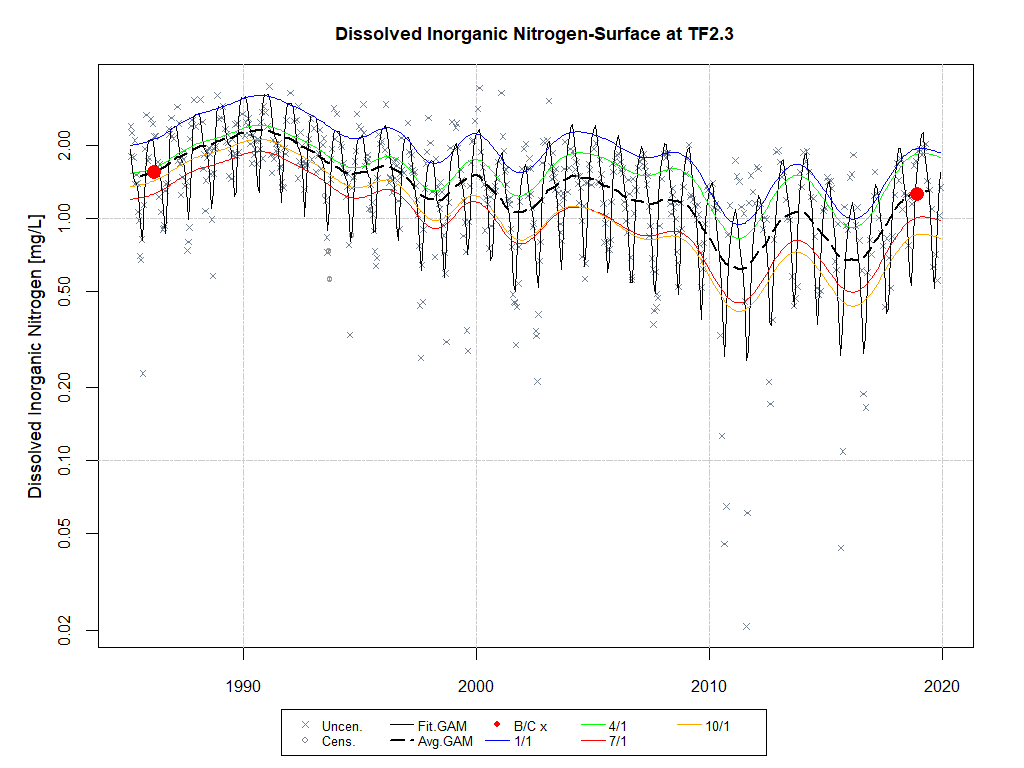 Dissolved Inorganic Nitrogen-Surface at TF2.3
Dissolved Inorganic Nitrogen [mg/L]
2.00
1.00
0.50
0.20
0.10
0.05
0.02
1990 2000 2010 2020
Uncen. Fit.GAM B/C x 4/1 10/1
Cens. Avg.GAM 1/1 7/1